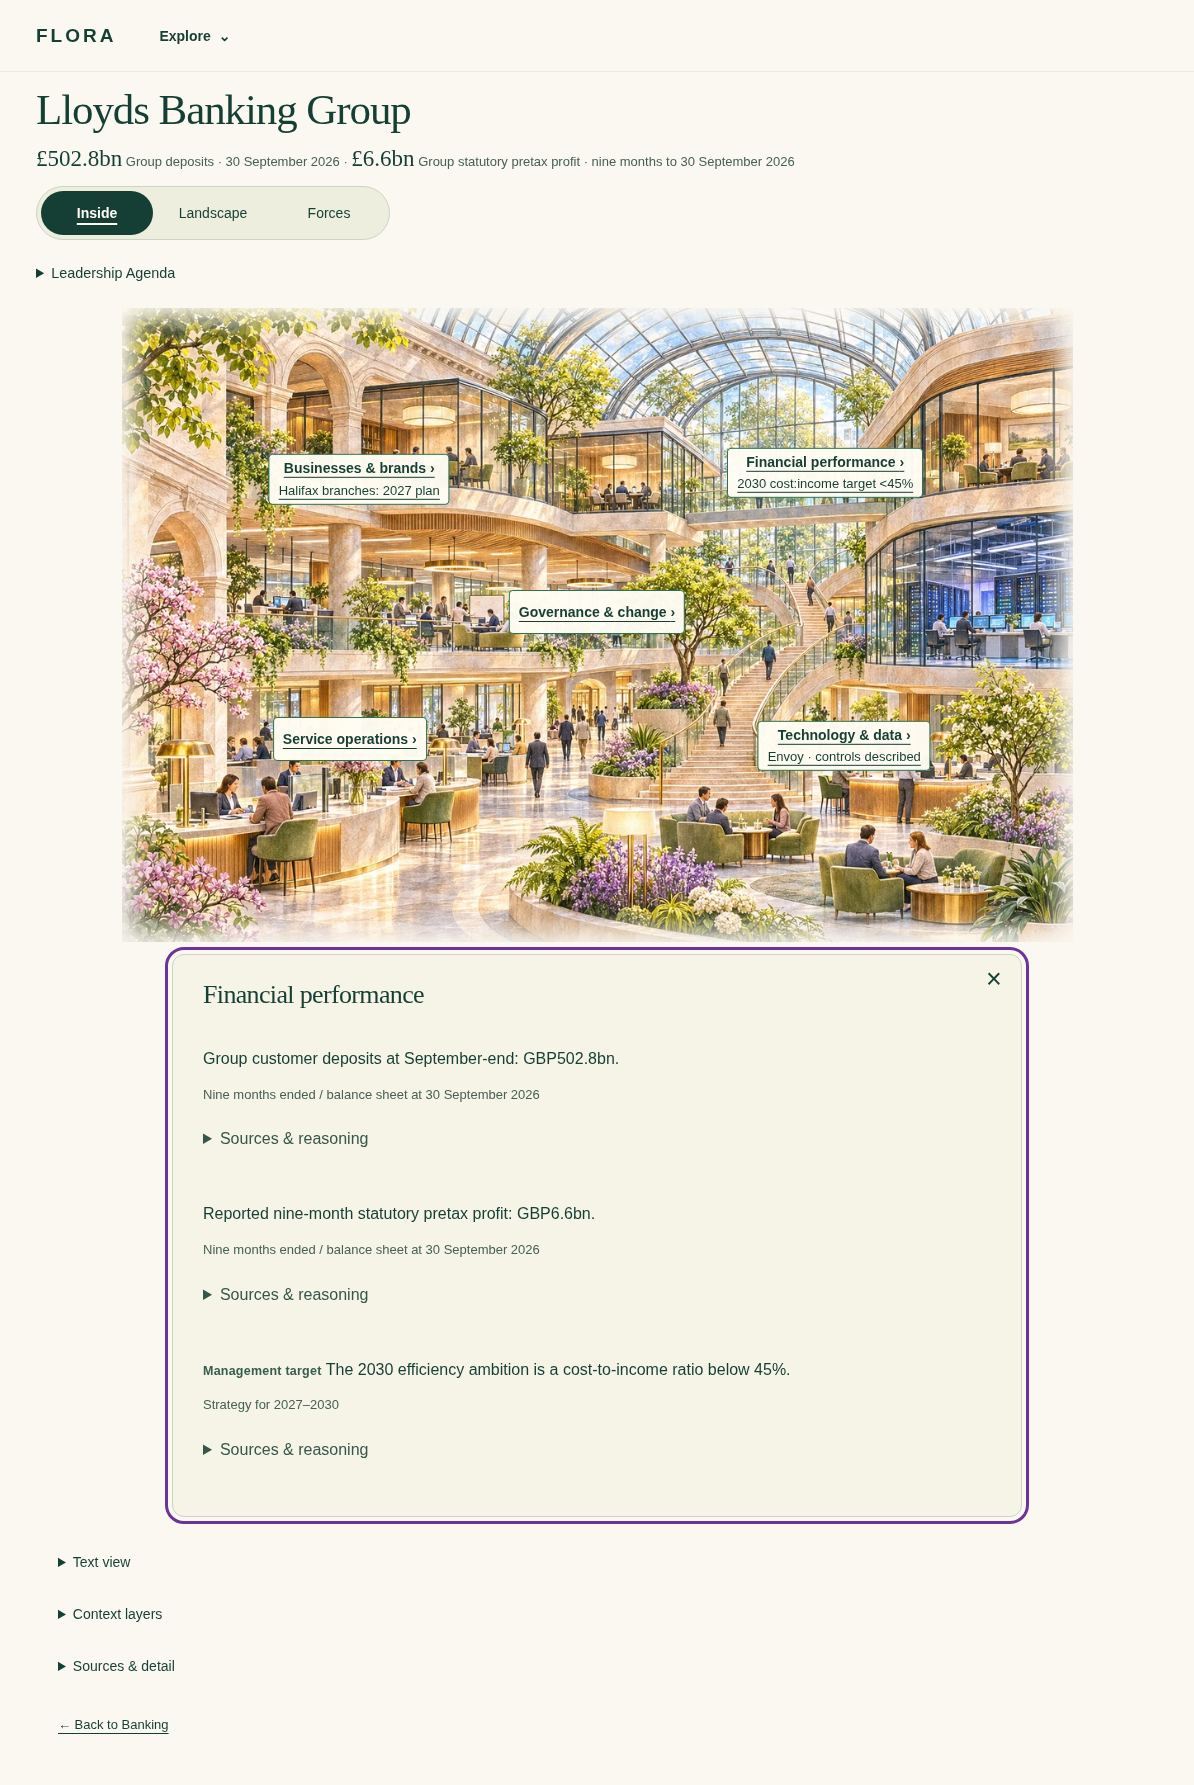 FLORA
Explore ⌄
Lloyds Banking Group
£502.8bn Group deposits · 30 September 2026 · £6.6bn Group statutory pretax profit · nine months to 30 September 2026
Inside
Landscape
Forces
▶ Leadership Agenda
Businesses & brands ›
Halifax branches: 2027 plan
Financial performance ›
2030 cost:income target <45%
Governance & change ›
Service operations ›
Technology & data ›
Envoy · controls described
Financial performance
×
Group customer deposits at September-end: GBP502.8bn.
Nine months ended / balance sheet at 30 September 2026
▶ Sources & reasoning
Reported nine-month statutory pretax profit: GBP6.6bn.
Nine months ended / balance sheet at 30 September 2026
▶ Sources & reasoning
Management target The 2030 efficiency ambition is a cost-to-income ratio below 45%.
Strategy for 2027–2030
▶ Sources & reasoning
▶ Text view
▶ Context layers
▶ Sources & detail
← Back to Banking